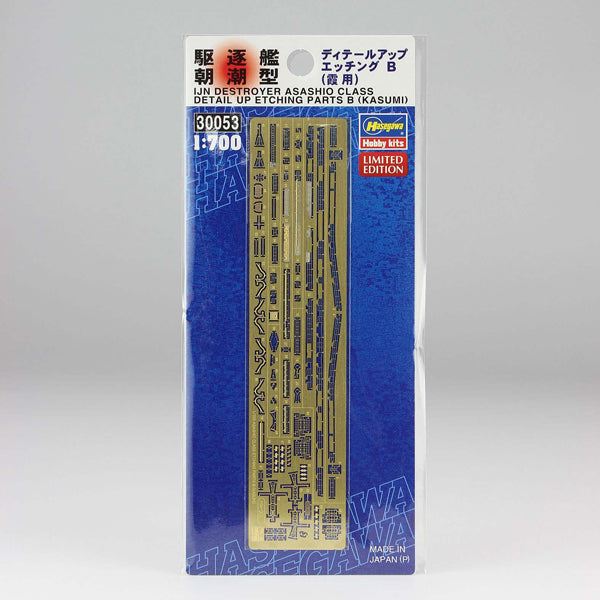 駆逐艦
朝潮型
ディテールアップ
エッチング B
(霞 用)
IJN DESTROYER ASASHIO CLASS
DETAIL UP ETCHING PARTS B (KASUMI)
30053
1:700
Hasegawa
Hobby kits
LIMITED
EDITION
HASEGAWA
HASEGAWA
MADE IN
JAPAN (P)